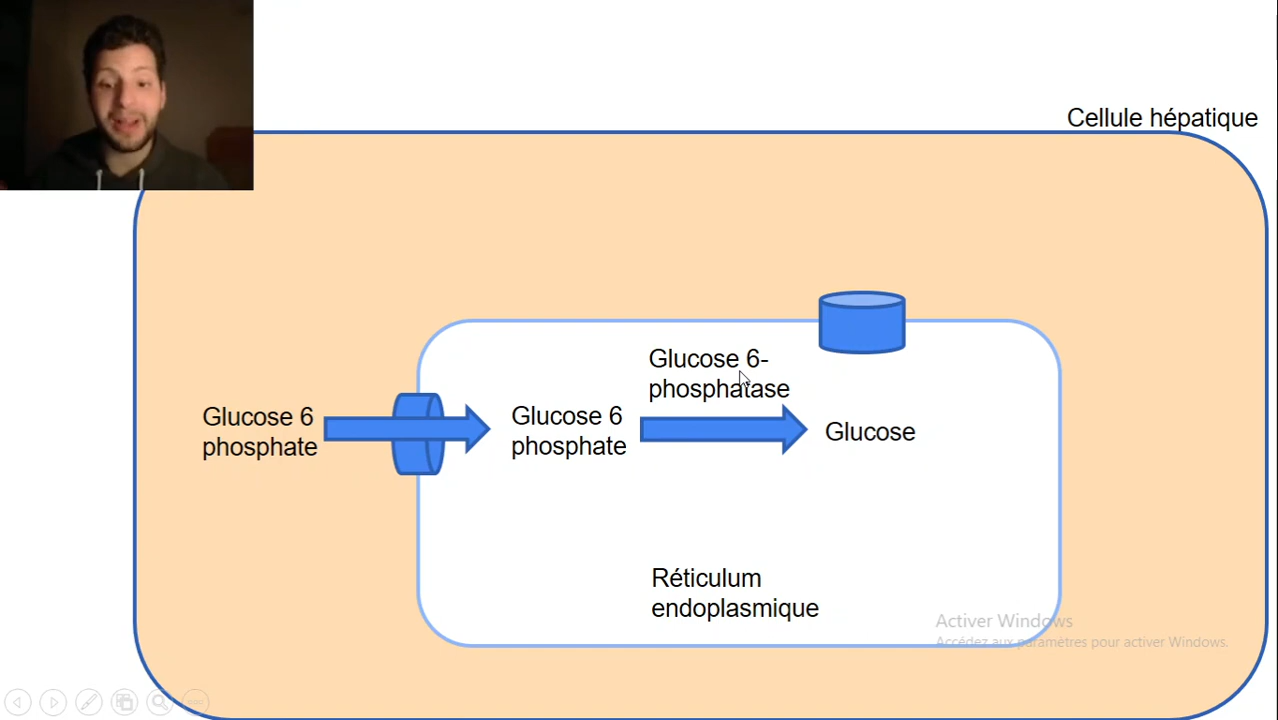 Cellule hépatique
Glucose 6-
phosphatase
Glucose 6
phosphate
Glucose 6
phosphate
Glucose
Réticulum
endoplasmique
Activer Windows
Accédez aux paramètres pour activer Windows.